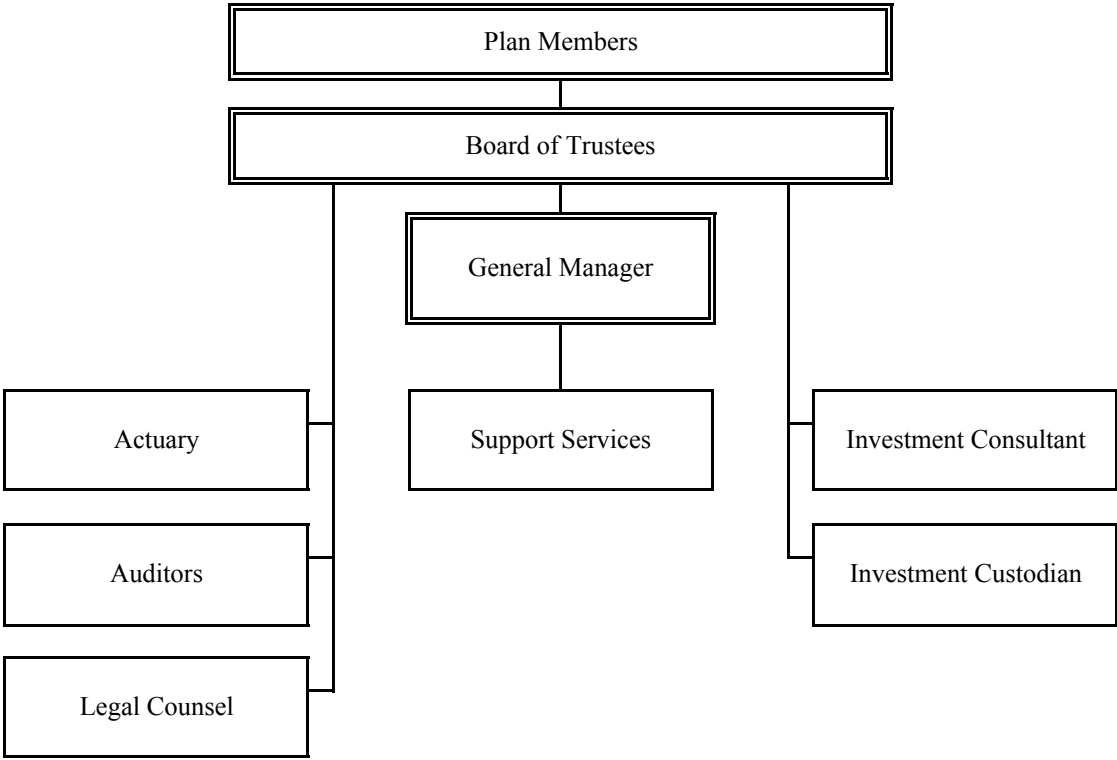 Plan Members
Board of Trustees
General Manager
Actuary
Support Services
Investment Consultant
Auditors
Investment Custodian
Legal Counsel